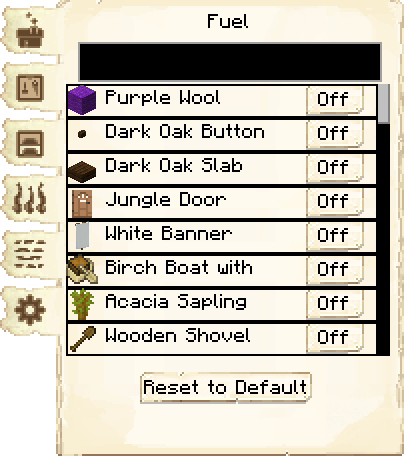 Fuel
Purple Wool Off
Dark Oak Button Off
Dark Oak Slab Off
Jungle Door Off
White Banner Off
Birch Boat with Off
Acacia Sapling Off
Wooden Shovel Off
Reset to Default